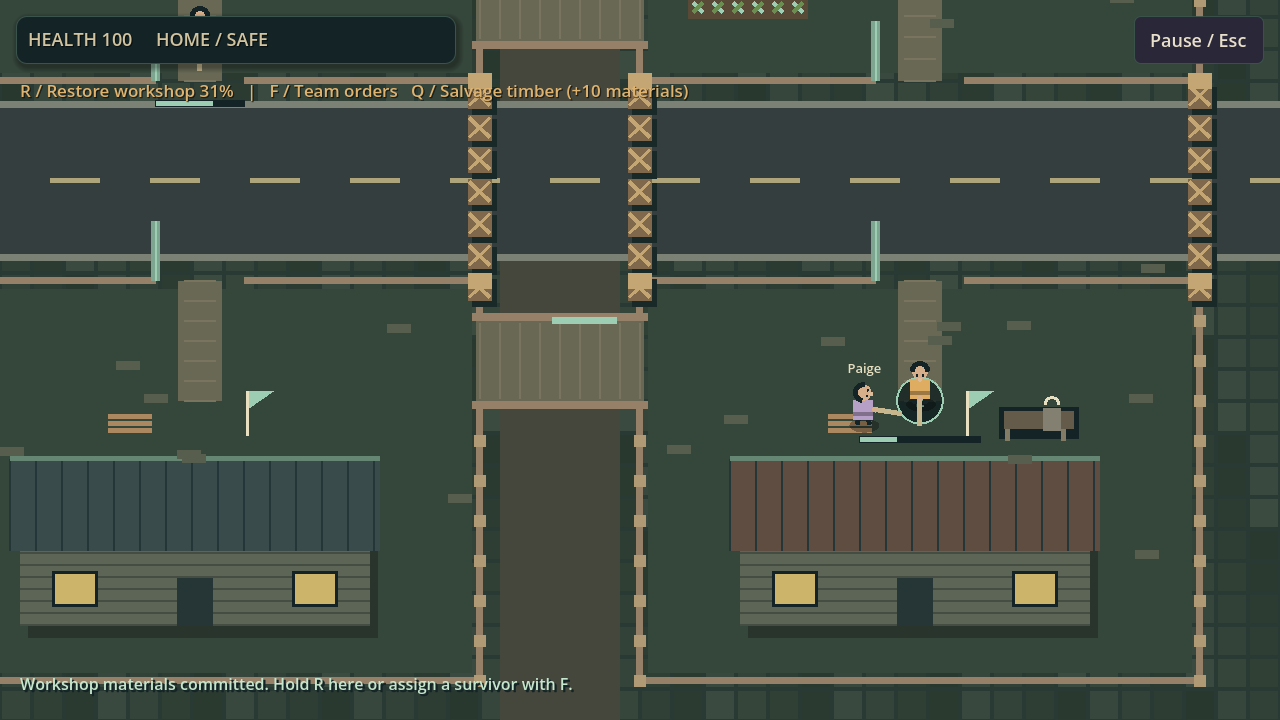 HEALTH 100 HOME / SAFE
Pause / Esc
R / Restore workshop 31% | F / Team orders Q / Salvage timber (+10 materials)
Paige
Workshop materials committed. Hold R here or assign a survivor with F.